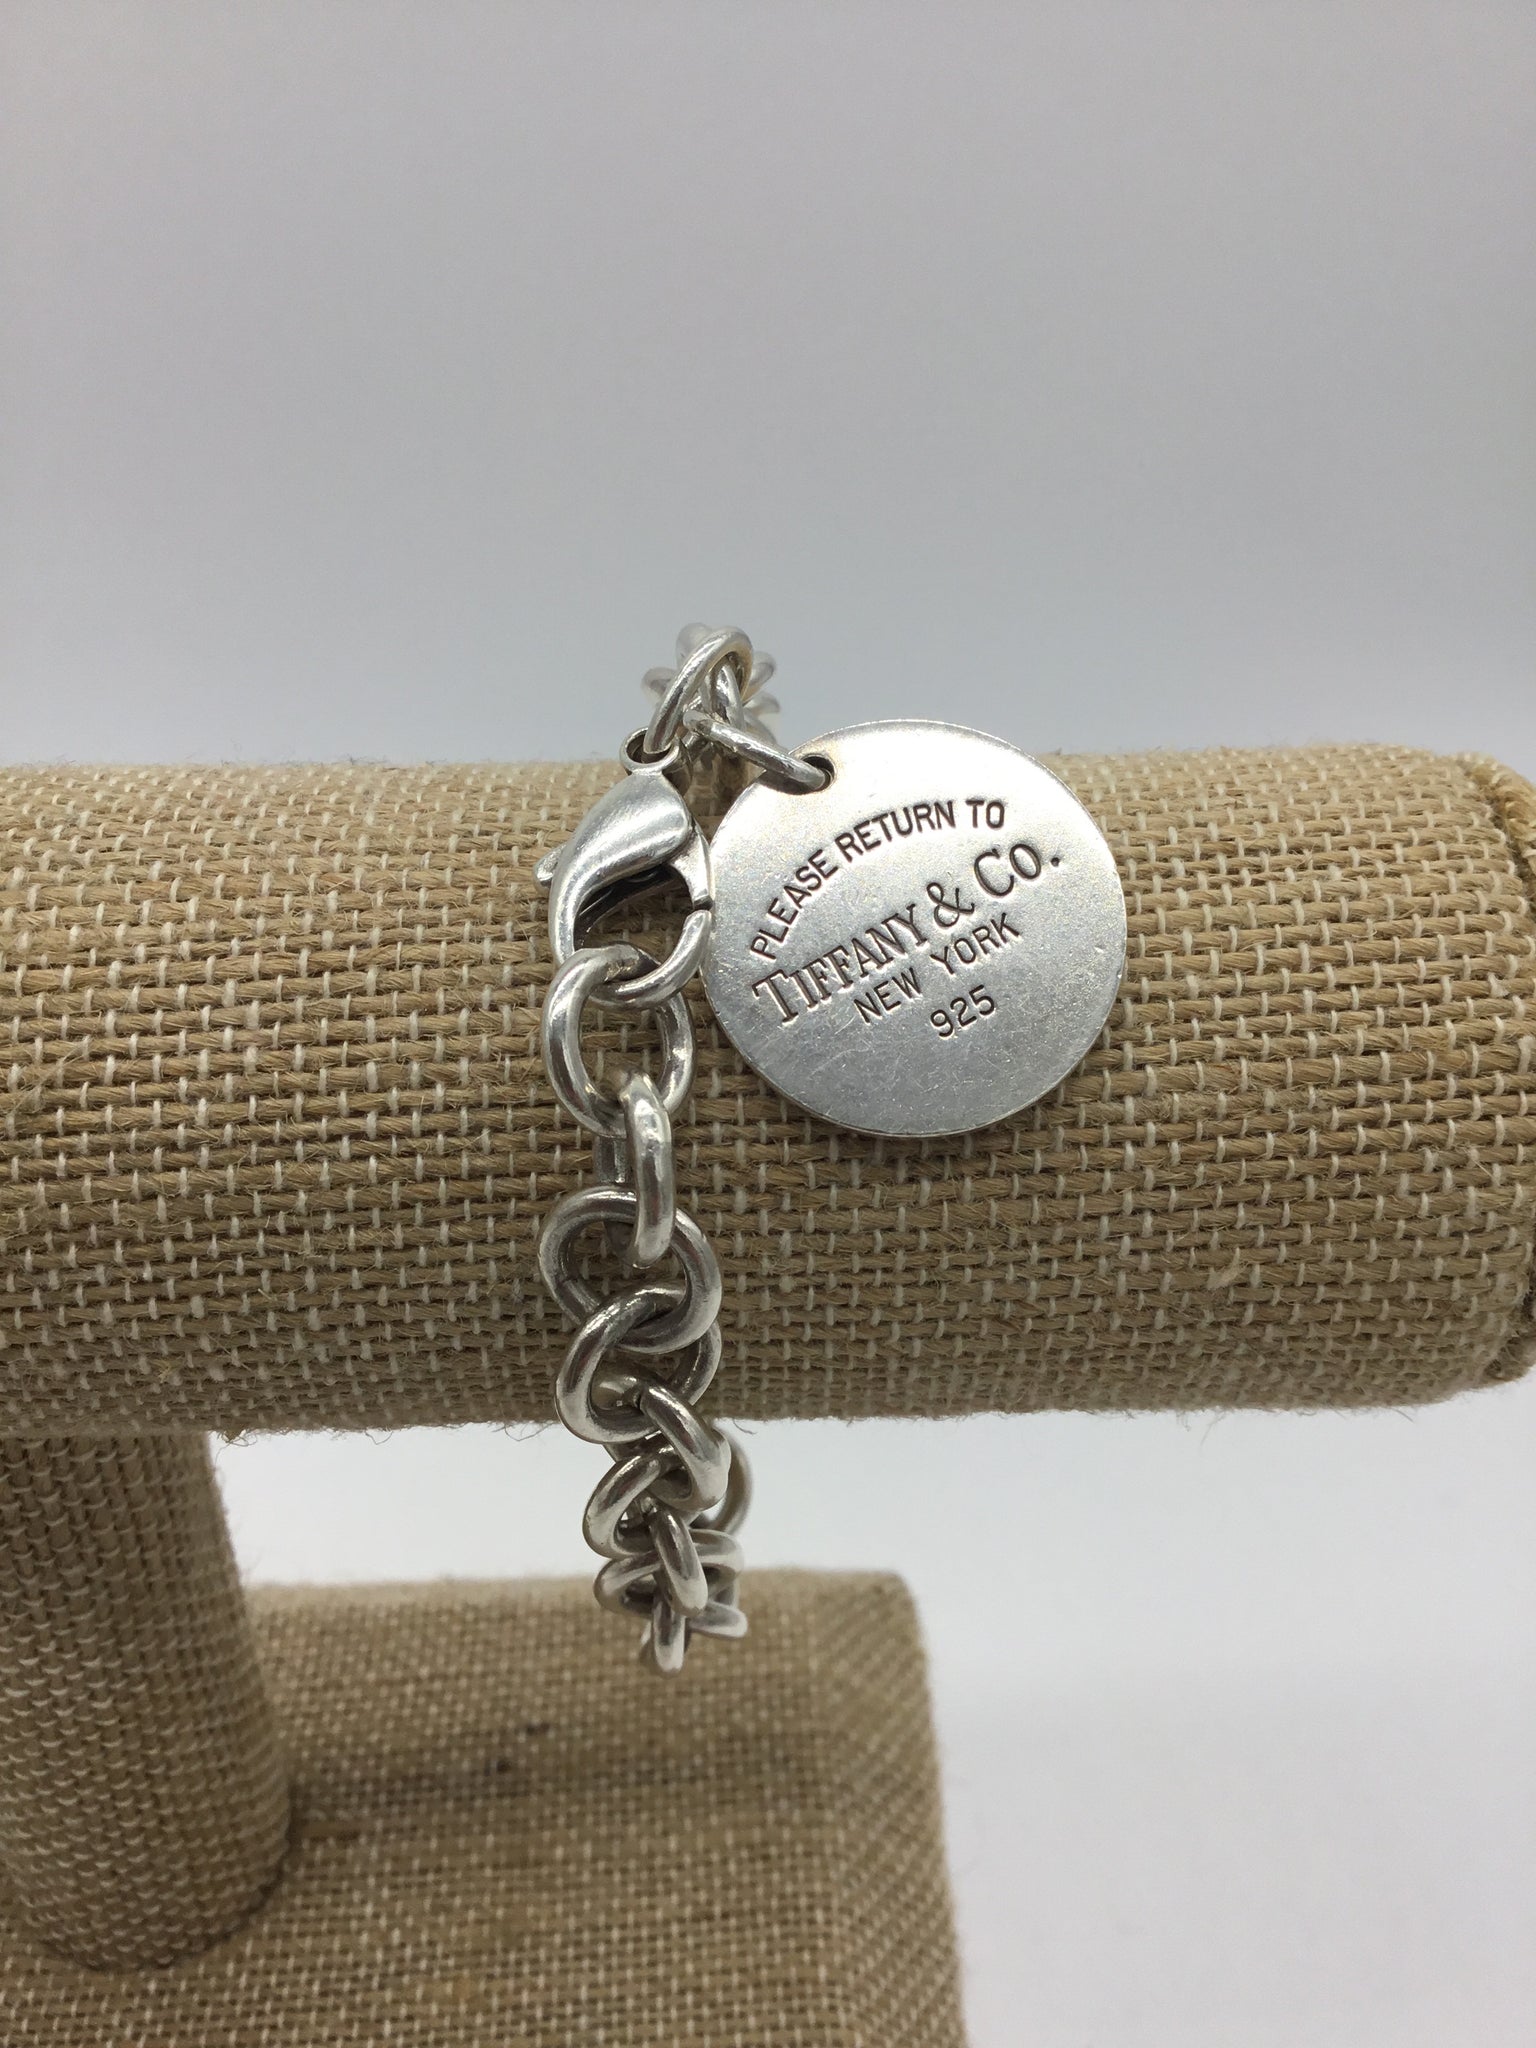 PLEASE RETURN TO
TIFFANY & CO.
NEW YORK
925